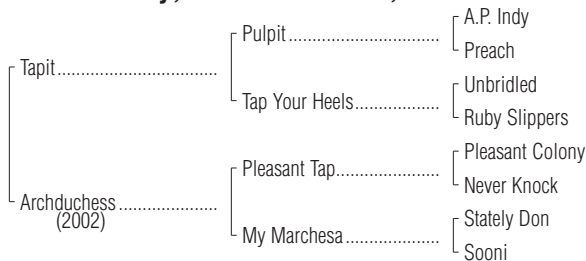 A.P. Indy
Pulpit
Preach
Tapit
Unbridled
Tap Your Heels
Ruby Slippers
Pleasant Colony
Pleasant Tap
Never Knock
Archduchess
(2002)
Stately Don
My Marchesa
Sooni